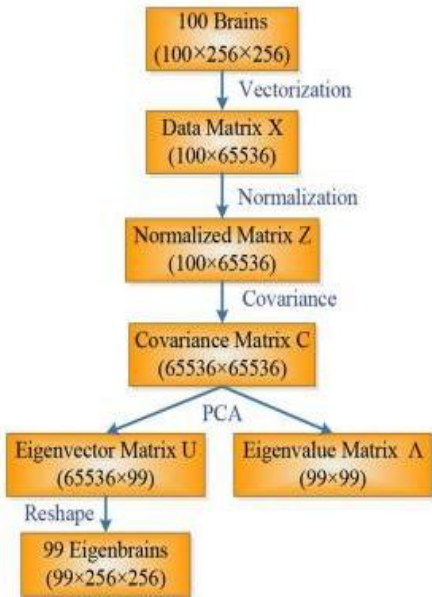 100 Brains
(100×256×256)
Vectorization
Data Matrix X
(100×65536)
Normalization
Normalized Matrix Z
(100×65536)
Covariance
Covariance Matrix C
(65536×65536)
PCA
Eigenvector Matrix U
(65536×99)
Eigenvalue Matrix Λ
(99×99)
Reshape
99 Eigenbrains
(99×256×256)